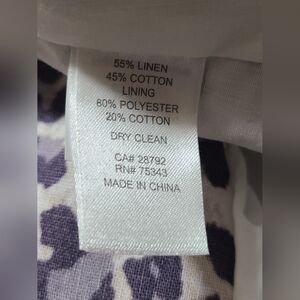 55% LINEN
45% COTTON
LINING
80% POLYESTER
20% COTTON
DRY CLEAN
CA# 28792
RN# 75343
MADE IN CHINA